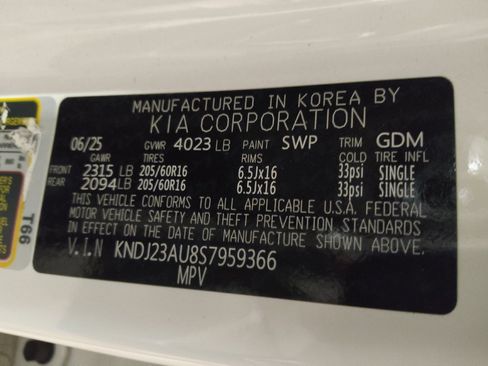 MANUFACTURED IN KOREA BY
KIA CORPORATION
06/25 GVWR 4023 LB PAINT SWP TRIM GDM
GAWR TIRES RIMS COLD TIRE INFL
FRONT 2315 LB 205/60R16 6.5Jx16 33psi SINGLE
REAR 2094 LB 205/60R16 6.5Jx16 33psi SINGLE
THIS VEHICLE CONFORMS TO ALL APPLICABLE U.S.A. FEDERAL
MOTOR VEHICLE SAFETY AND THEFT PREVENTION STANDARDS
IN EFFECT ON THE DATE OF MANUFACTURE SHOWN ABOVE.
V.I.N KNDJ23AU8S7959366
MPV
T66